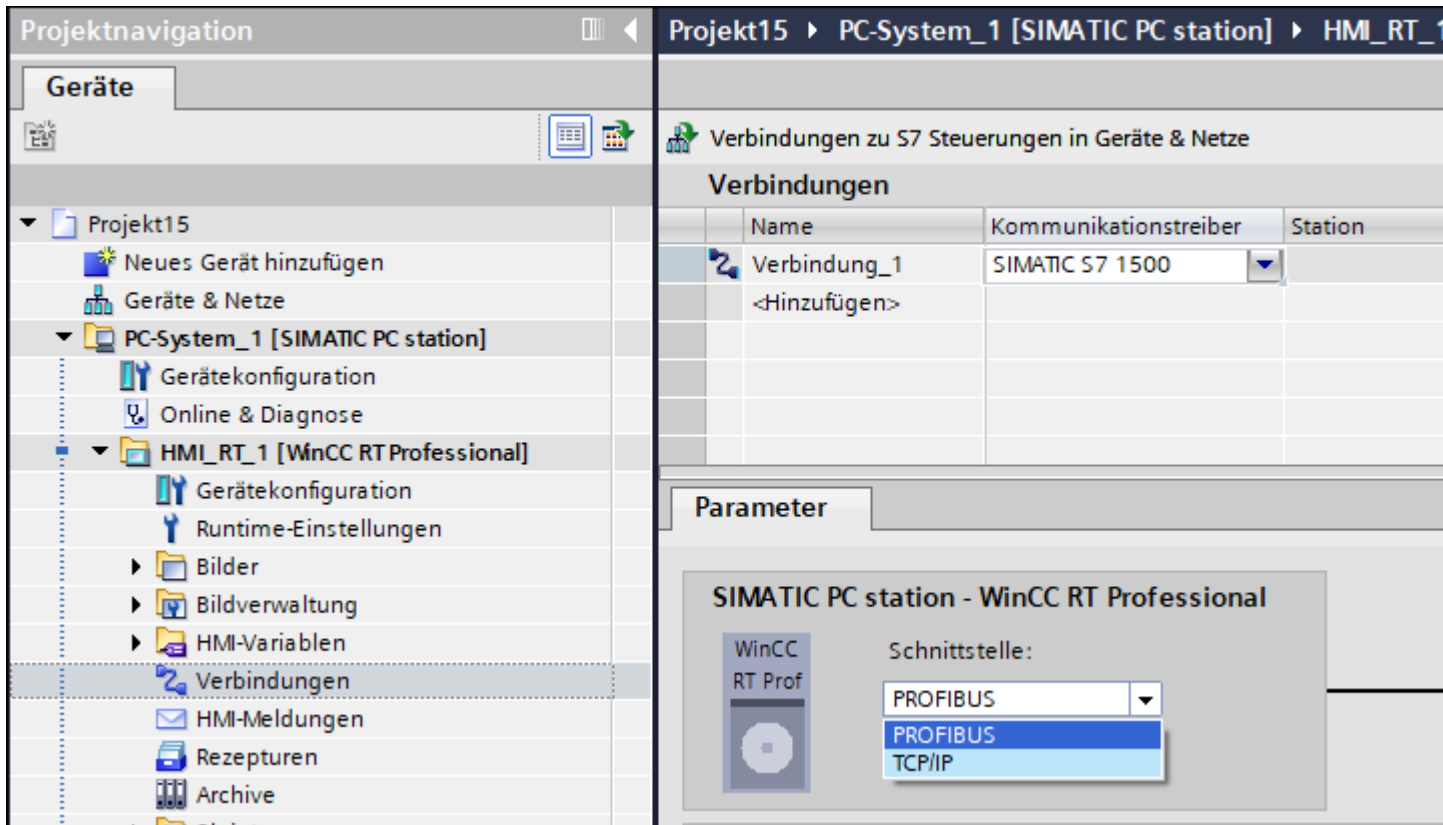 Projektnavigation
Geräte
Projekt15
Neues Gerät hinzufügen
Geräte & Netze
PC-System_1 [SIMATIC PC station]
Gerätekonfiguration
Online & Diagnose
HMI_RT_1 [WinCC RT Professional]
Gerätekonfiguration
Runtime-Einstellungen
Bilder
Bildverwaltung
HMI-Variablen
Verbindungen
HMI-Meldungen
Rezepturen
Archive
Projekt15 PC-System_1 [SIMATIC PC station] HMI_RT_1
Verbindungen zu S7 Steuerungen in Geräte & Netze
Verbindungen
Name Kommunikationstreiber Station
Verbindung_1 SIMATIC S7 1500
<Hinzufügen>
Parameter
SIMATIC PC station - WinCC RT Professional
WinCC
RT Prof
Schnittstelle:
PROFIBUS
PROFIBUS
TCP/IP